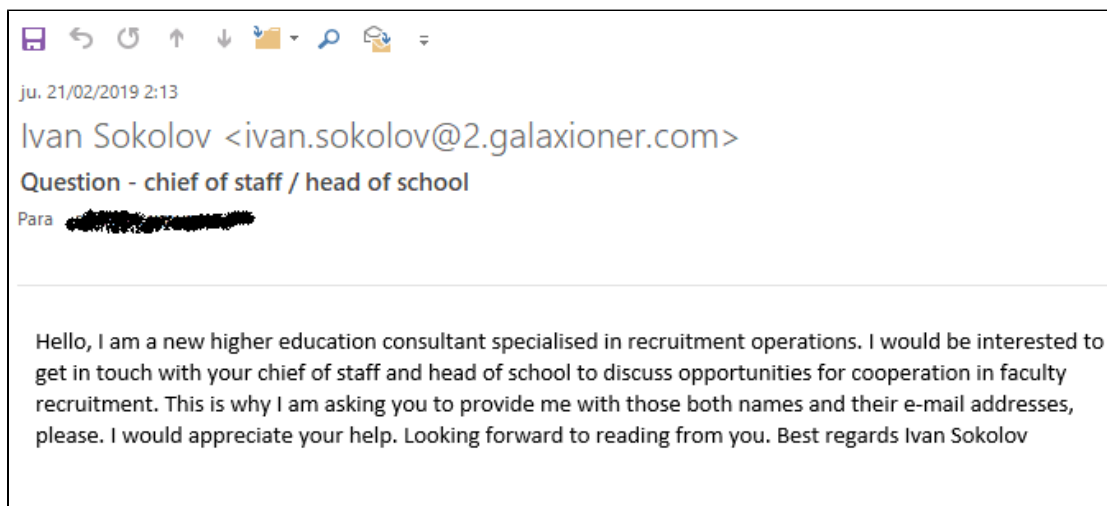 ju. 21/02/2019 2:13
Ivan Sokolov <ivan.sokolov@2.galaxioner.com>
Question - chief of staff / head of school
Para
Hello, I am a new higher education consultant specialised in recruitment operations. I would be interested to
get in touch with your chief of staff and head of school to discuss opportunities for cooperation in faculty
recruitment. This is why I am asking you to provide me with those both names and their e-mail addresses,
please. I would appreciate your help. Looking forward to reading from you. Best regards Ivan Sokolov